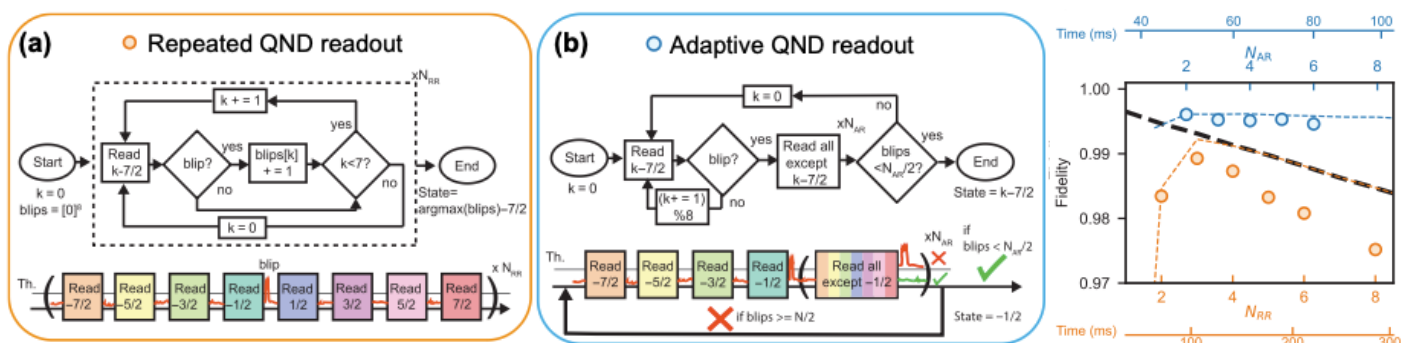 (a) Repeated QND readout
xN_RR
k += 1
yes
Start
Read
k-7/2
blip?
yes
blips[k]
+= 1
k<7?
no
no
End
k = 0
blips = [0]⁸
k = 0
State=
argmax(blips)−7/2
blip
Th.
x N_RR
Read
−7/2
Read
−5/2
Read
−3/2
Read
−1/2
Read
1/2
Read
3/2
Read
5/2
Read
7/2
(b) Adaptive QND readout
k = 0
no
xN_AR
Start
k = 0
Read
k−7/2
blip?
yes
Read all
except
k−7/2
blips
<N_AR/2?
yes
End
State = k−7/2
(k+ = 1)
%8
no
Th.
Read
−7/2
Read
−5/2
Read
−3/2
Read
−1/2
Read all
except −1/2
xN_AR
if
blips < N_AR/2
if blips >= N/2
State = −1/2
Time (ms)
40
60
80
100
N_AR
2
4
6
8
Fidelity
1.00
0.99
0.98
0.97
2
4
6
8
N_RR
Time (ms)
100
200
300